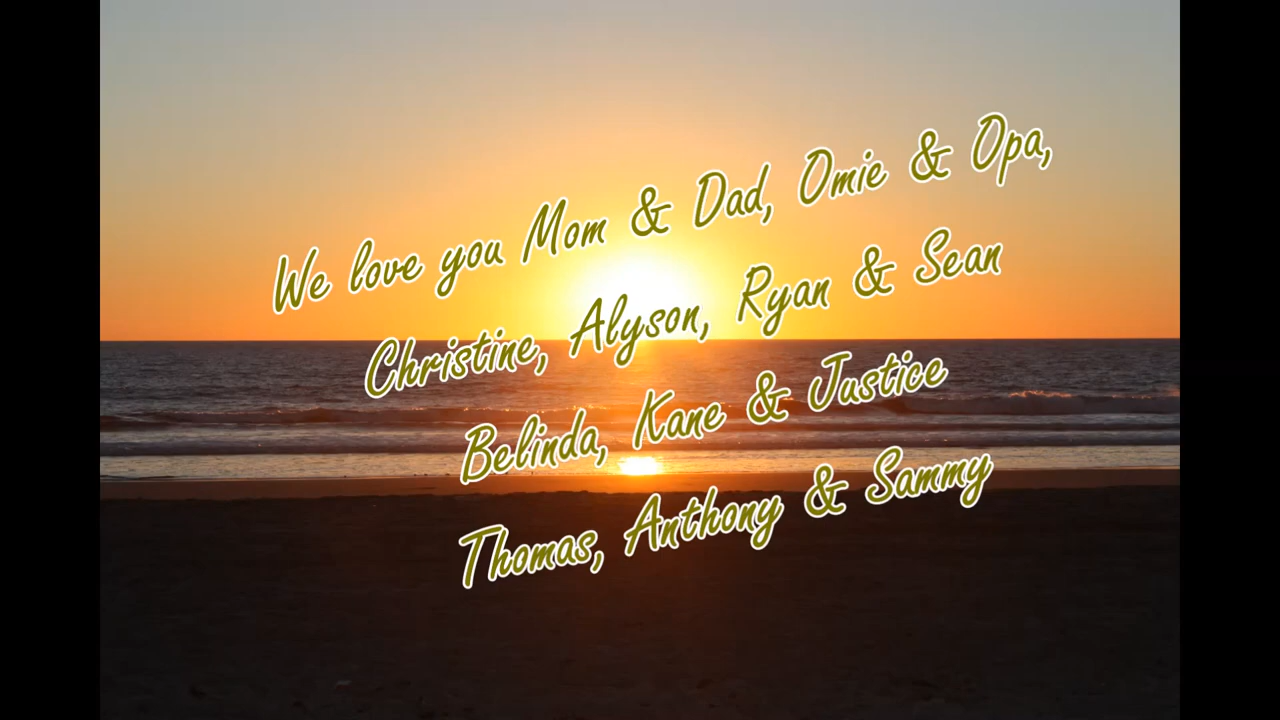 We love you Mom & Dad, Omie & Opa,
Christine, Alyson, Ryan & Sean
Belinda, Kane & Justice
Thomas, Anthony & Sammy